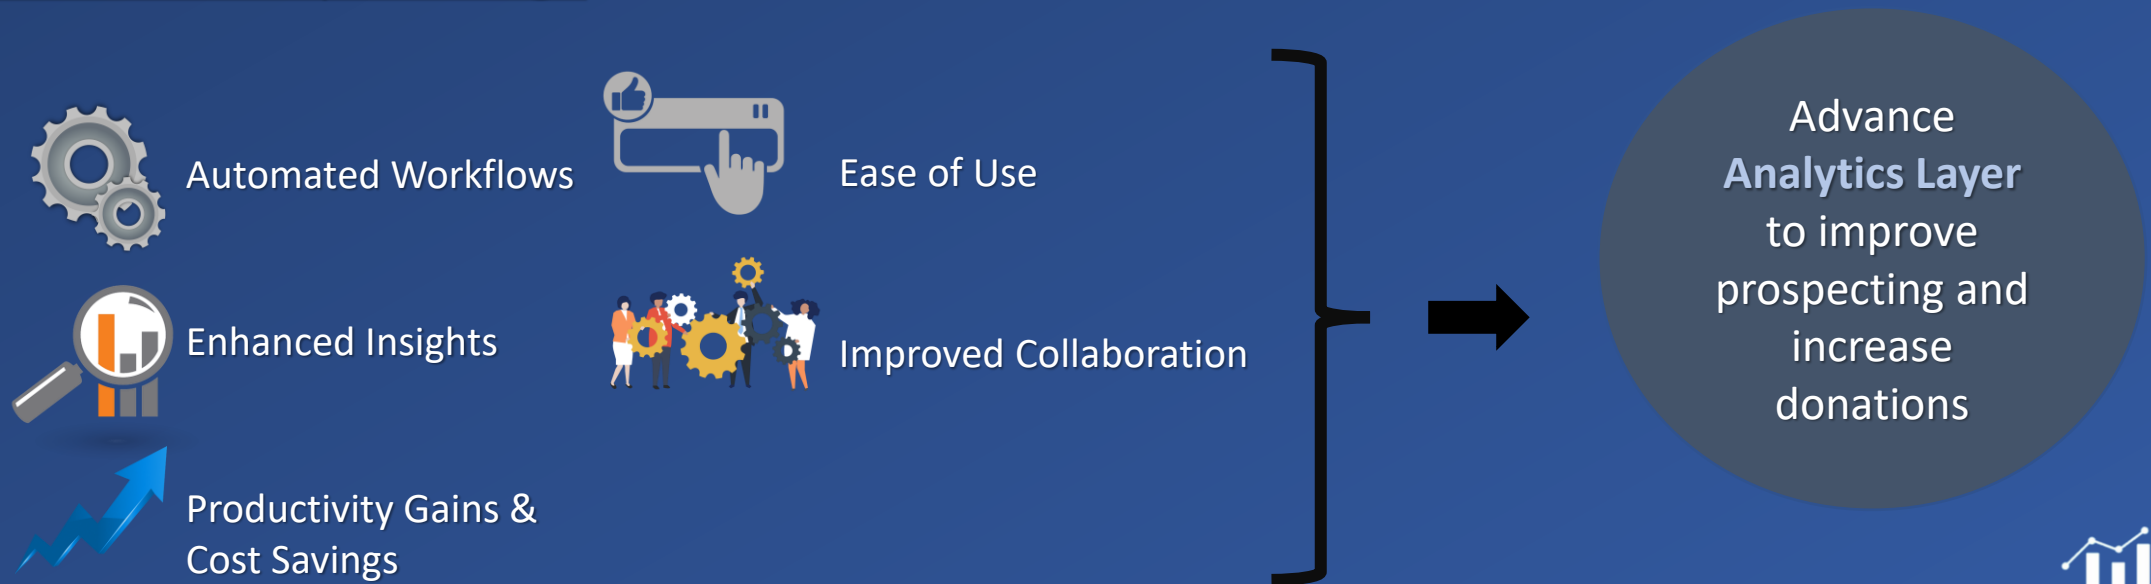 Automated Workflows
Ease of Use
Enhanced Insights
Improved Collaboration
Productivity Gains &
Cost Savings
Advance
Analytics Layer
to improve
prospecting and
increase
donations